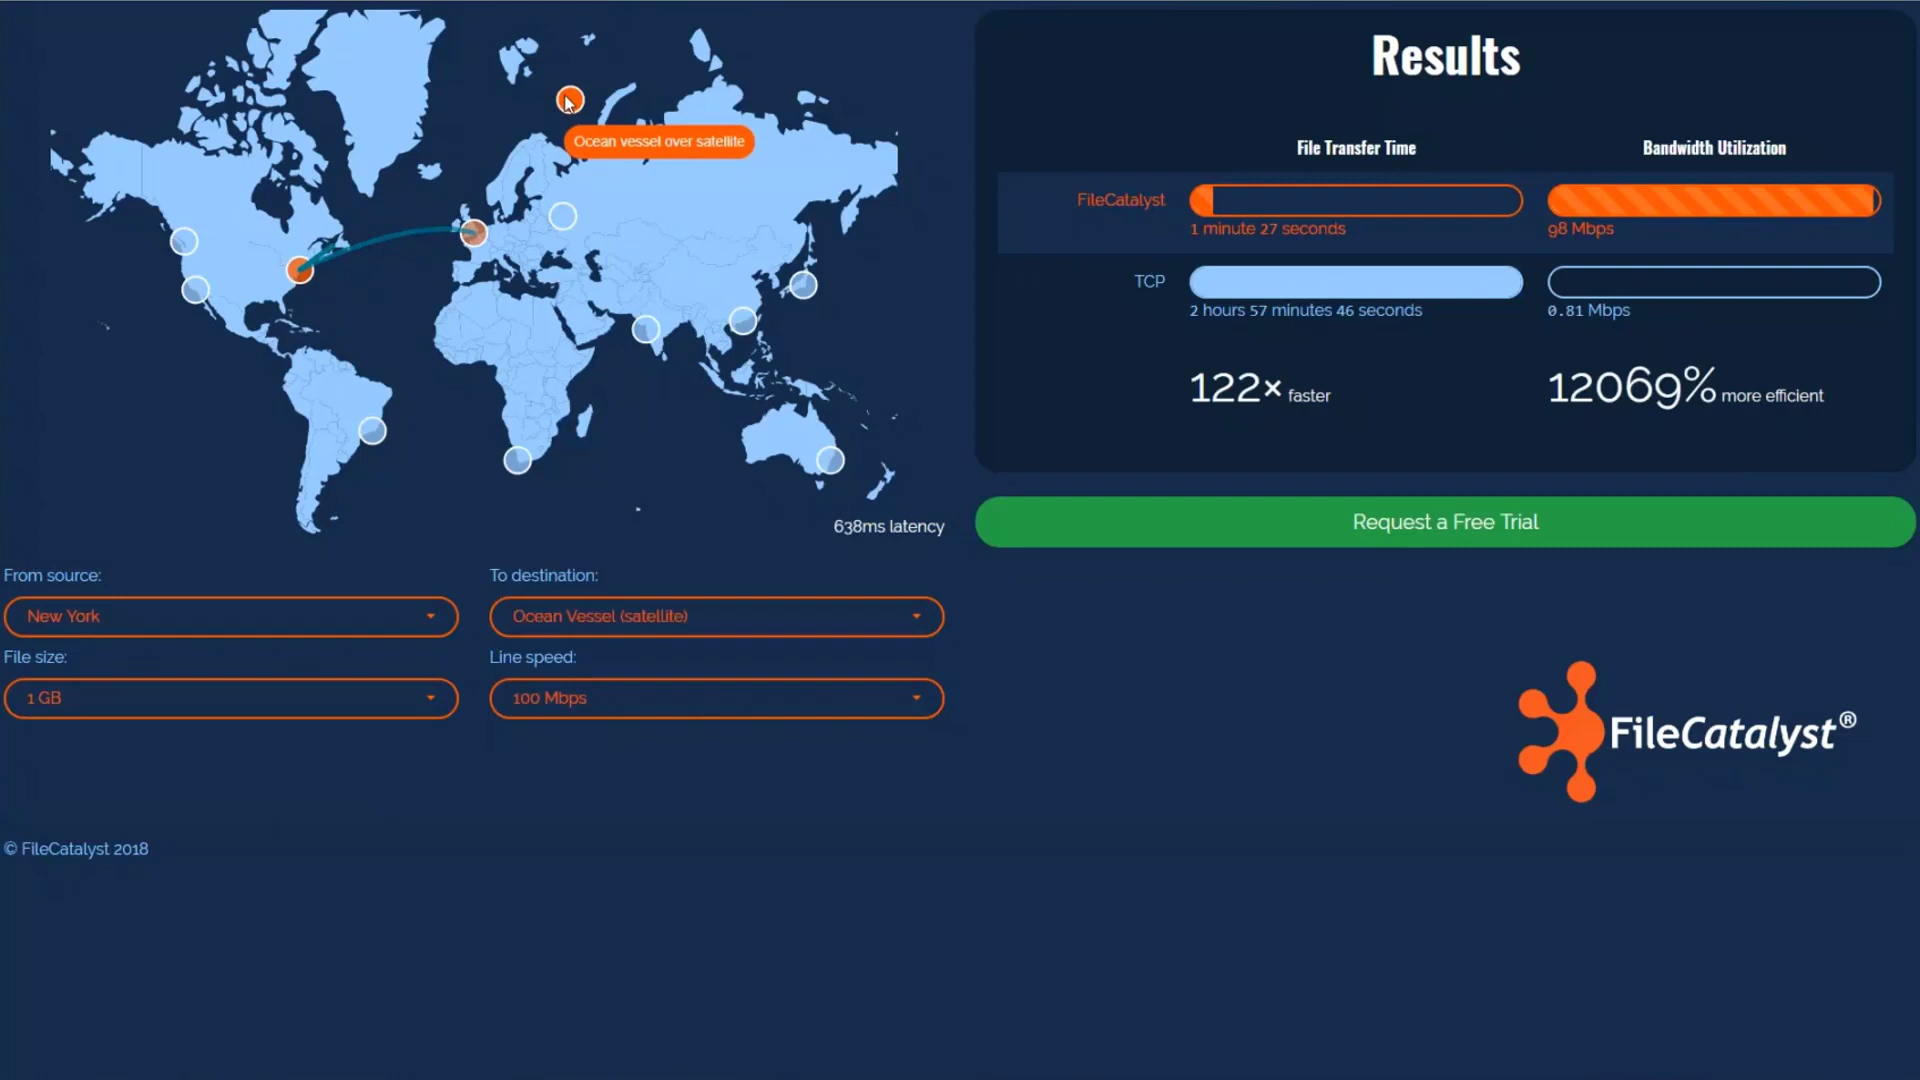 Ocean vessel over satellite
638ms latency
From source:
To destination:
New York
Ocean Vessel (satellite)
File size:
Line speed:
1 GB
100 Mbps
Results
File Transfer Time
Bandwidth Utilization
FileCatalyst
1 minute 27 seconds
98 Mbps
TCP
2 hours 57 minutes 46 seconds
0.81 Mbps
122× faster
12069% more efficient
Request a Free Trial
FileCatalyst®
© FileCatalyst 2018